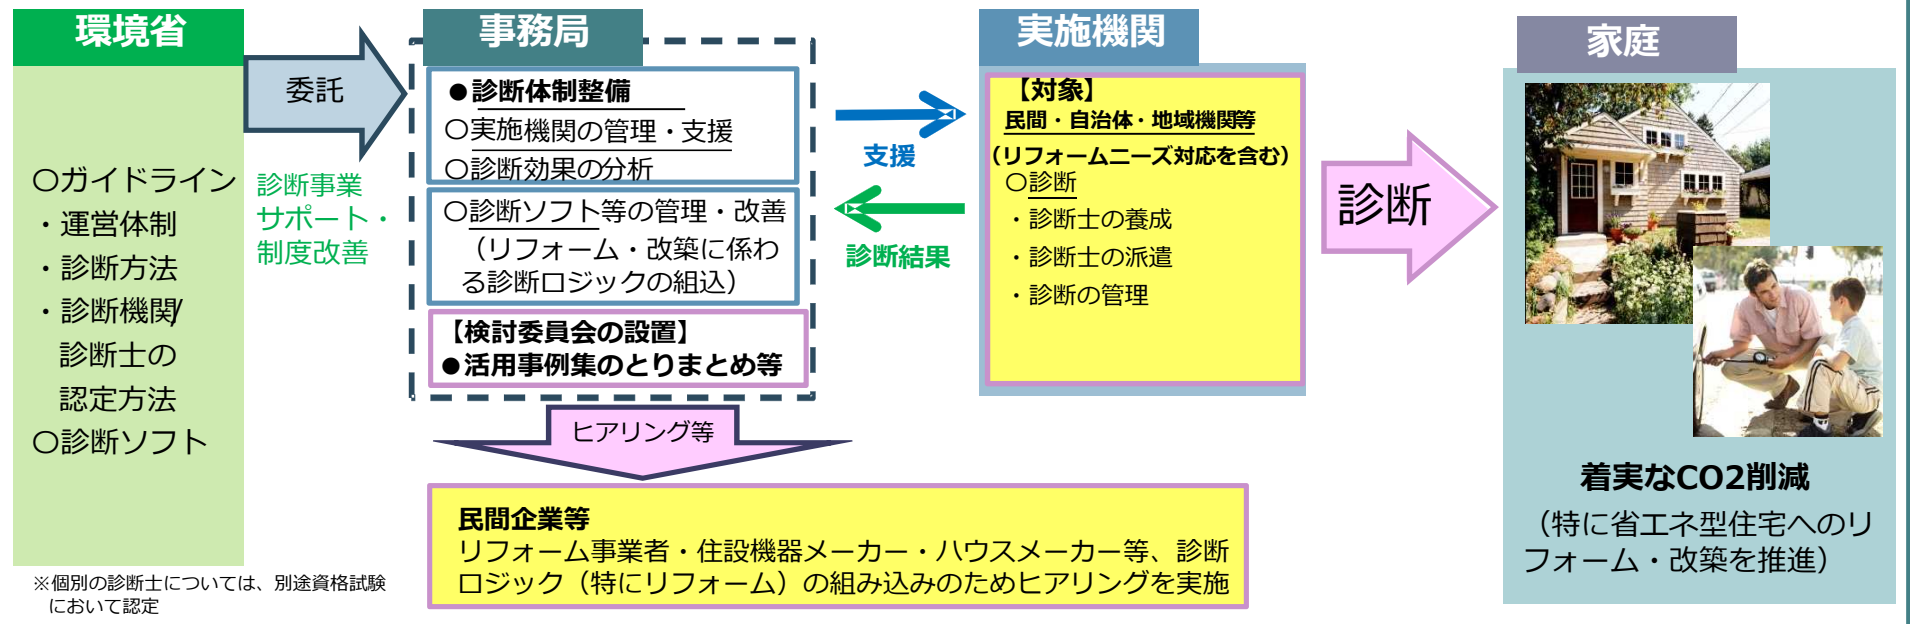 環境省
〇ガイドライン
・運営体制
・診断方法
・診断機関/
診断士の
認定方法
〇診断ソフト
※個別の診断士については、別途資格試験
において認定
委託
診断事業
サポート・
制度改善
事務局
●診断体制整備
〇実施機関の管理・支援
〇診断効果の分析
〇診断ソフト等の管理・改善
（リフォーム・改築に係わ
る診断ロジックの組込）
【検討委員会の設置】
●活用事例集のとりまとめ等
ヒアリング等
民間企業等
リフォーム事業者・住設機器メーカー・ハウスメーカー等、診断
ロジック（特にリフォーム）の組み込みのためヒアリングを実施
支援
診断結果
実施機関
【対象】
民間・自治体・地域機関等
（リフォームニーズ対応を含む）
〇診断
・診断士の養成
・診断士の派遣
・診断の管理
診断
家庭
着実なCO2削減
（特に省エネ型住宅へのリ
フォーム・改築を推進）